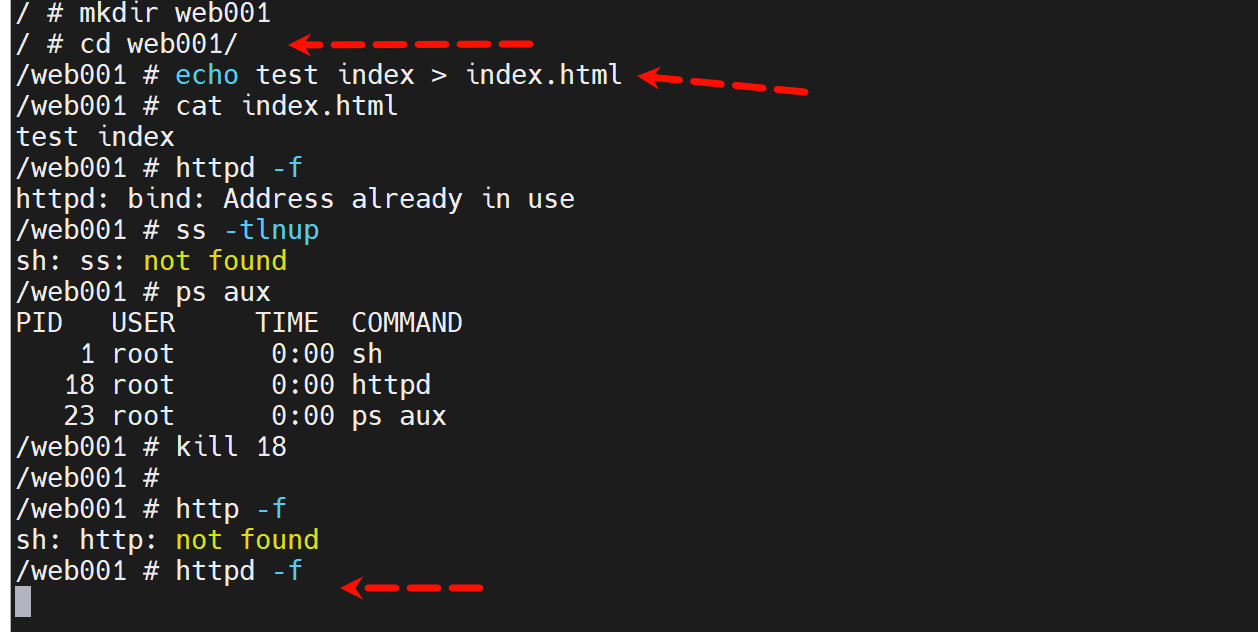 / # mkdir web001
/ # cd web001/
/web001 # echo test index > index.html
/web001 # cat index.html
test index
/web001 # httpd -f
httpd: bind: Address already in use
/web001 # ss -tlnup
sh: ss: not found
/web001 # ps aux
PID   USER     TIME  COMMAND
    1 root      0:00 sh
   18 root      0:00 httpd
   23 root      0:00 ps aux
/web001 # kill 18
/web001 #
/web001 # http -f
sh: http: not found
/web001 # httpd -f